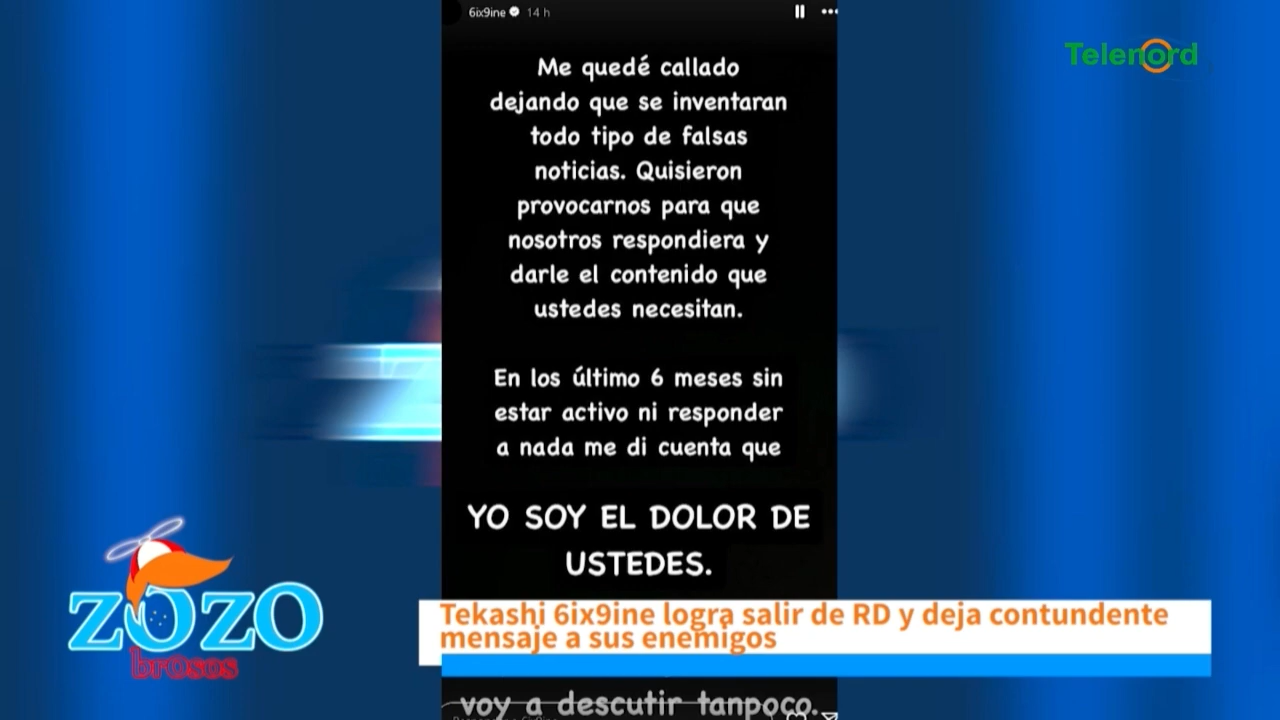 6ix9ine 14 h
Telenord
Me quedé callado
dejando que se inventaran
todo tipo de falsas
noticias. Quisieron
provocarnos para que
nosotros respondiera y
darle el contenido que
ustedes necesitan.
En los último 6 meses sin
estar activo ni responder
a nada me di cuenta que
YO SOY EL DOLOR DE
USTEDES.
ZOZO
brosos
Tekashi 6ix9ine logra salir de RD y deja contundente
mensaje a sus enemigos
voy a descutir tanpoco.